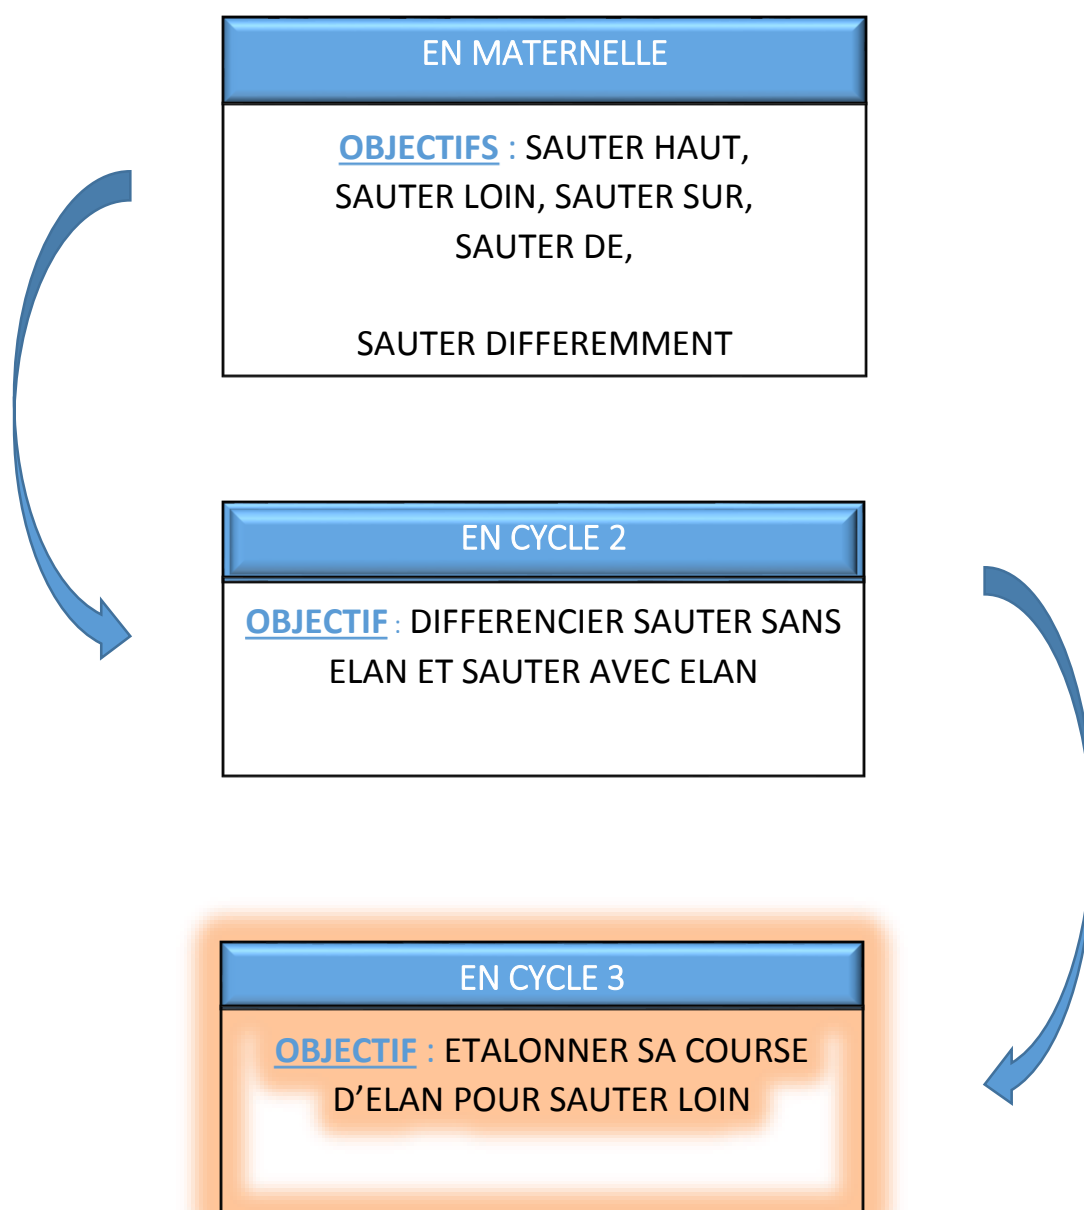 EN MATERNELLE
OBJECTIFS : SAUTER HAUT,
SAUTER LOIN, SAUTER SUR,
SAUTER DE,
SAUTER DIFFEREMMENT
EN CYCLE 2
OBJECTIF : DIFFERENCIER SAUTER SANS
ELAN ET SAUTER AVEC ELAN
EN CYCLE 3
OBJECTIF : ETALONNER SA COURSE
D’ELAN POUR SAUTER LOIN